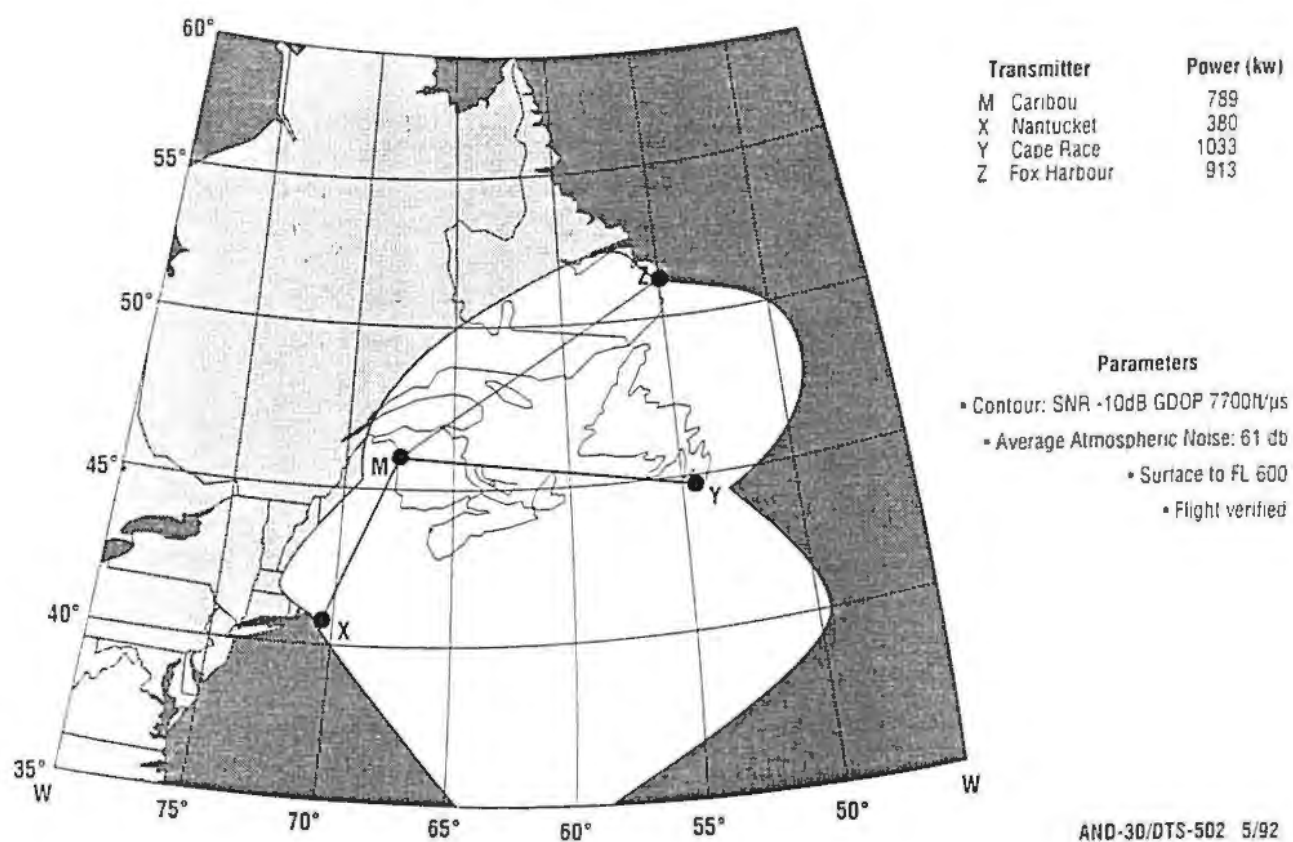 60°
55°
50°
45°
40°
35°
W
75°
70°
65°
60°
55°
50°
W
Z
M
Y
X
Transmitter Power (kw)
M Caribou 789
X Nantucket 380
Y Cape Race 1033
Z Fox Harbour 913
Parameters
• Contour: SNR -10dB GDOP 7700ft/µs
• Average Atmospheric Noise: 61 db
• Surface to FL 600
• Flight verified
AND-30/DTS-502 5/92